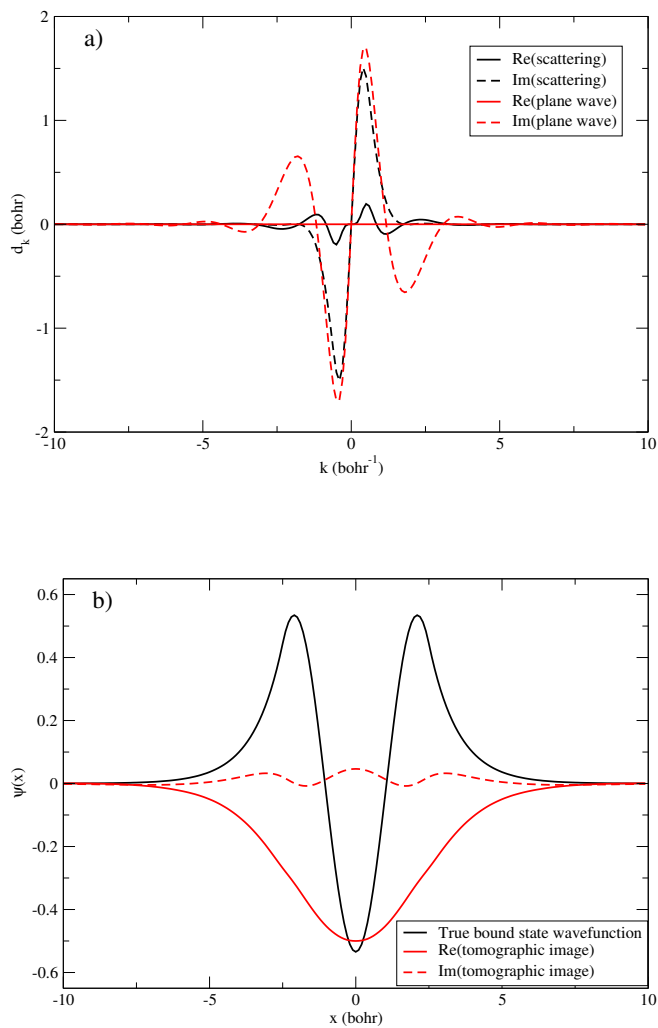 2
a)
Re(scattering)
Im(scattering)
Re(plane wave)
Im(plane wave)
1
d_k (bohr)
0
-1
-2
-10 -5 0 5 10
k (bohr⁻¹)
0.6
b)
0.4
0.2
ψ(x)
0
-0.2
-0.4
True bound state wavefunction
Re(tomographic image)
Im(tomographic image)
-0.6
-10 -5 0 5 10
x (bohr)